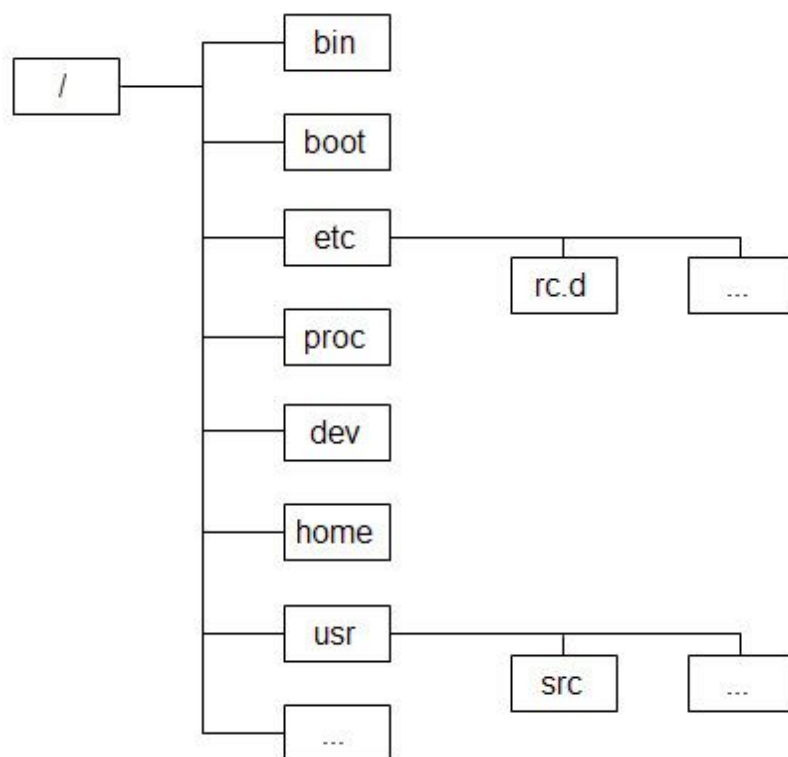 /
bin
boot
etc
rc.d
...
proc
dev
home
usr
src
...
...